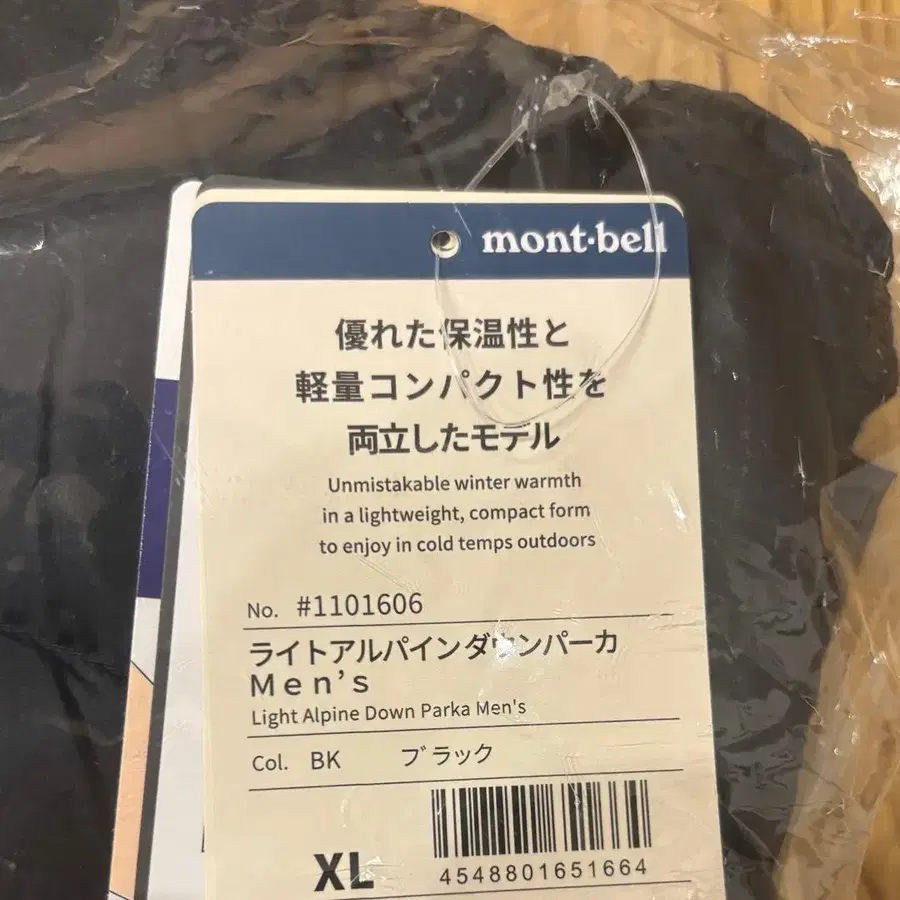 mont·bell
優れた保温性と
軽量コンパクト性を
両立したモデル
Unmistakable winter warmth
in a lightweight, compact form
to enjoy in cold temps outdoors
No. #1101606
ライトアルパインダウンパーカ
Men's
Light Alpine Down Parka Men's
Col. BK ブラック
XL
4548801651664